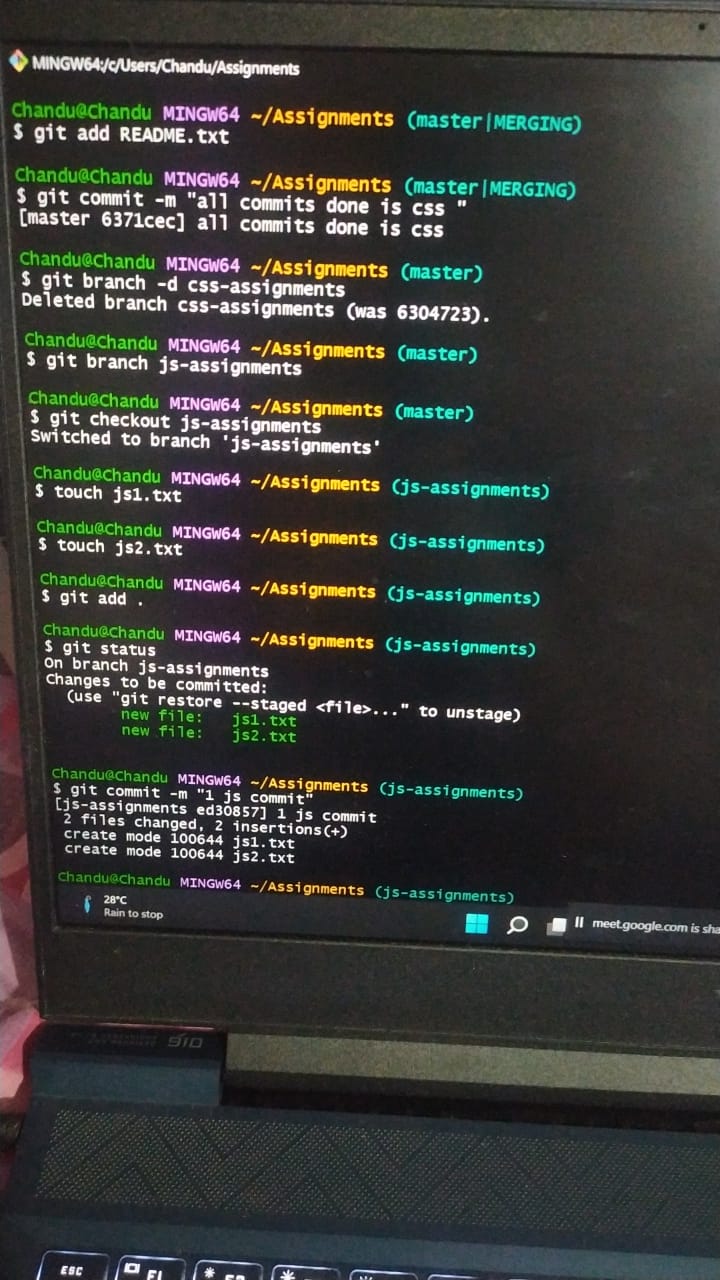 MINGW64:/c/Users/Chandu/Assignments
Chandu@Chandu MINGW64 ~/Assignments (master|MERGING)
$ git add README.txt
Chandu@Chandu MINGW64 ~/Assignments (master|MERGING)
$ git commit -m "all commits done is css "
[master 6371cec] all commits done is css
Chandu@Chandu MINGW64 ~/Assignments (master)
$ git branch -d css-assignments
Deleted branch css-assignments (was 6304723).
Chandu@Chandu MINGW64 ~/Assignments (master)
$ git branch js-assignments
Chandu@Chandu MINGW64 ~/Assignments (master)
$ git checkout js-assignments
Switched to branch 'js-assignments'
Chandu@Chandu MINGW64 ~/Assignments (js-assignments)
$ touch js1.txt
Chandu@Chandu MINGW64 ~/Assignments (js-assignments)
$ touch js2.txt
Chandu@Chandu MINGW64 ~/Assignments (js-assignments)
$ git add .
Chandu@Chandu MINGW64 ~/Assignments (js-assignments)
$ git status
On branch js-assignments
Changes to be committed:
(use "git restore --staged <file>..." to unstage)
new file: js1.txt
new file: js2.txt
Chandu@Chandu MINGW64 ~/Assignments (js-assignments)
$ git commit -m "1 js commit"
[js-assignments ed30857] 1 js commit
2 files changed, 2 insertions(+)
create mode 100644 js1.txt
create mode 100644 js2.txt
Chandu@Chandu MINGW64 ~/Assignments (js-assignments)
28°C
Rain to stop
meet.google.com is sha
ESC F1